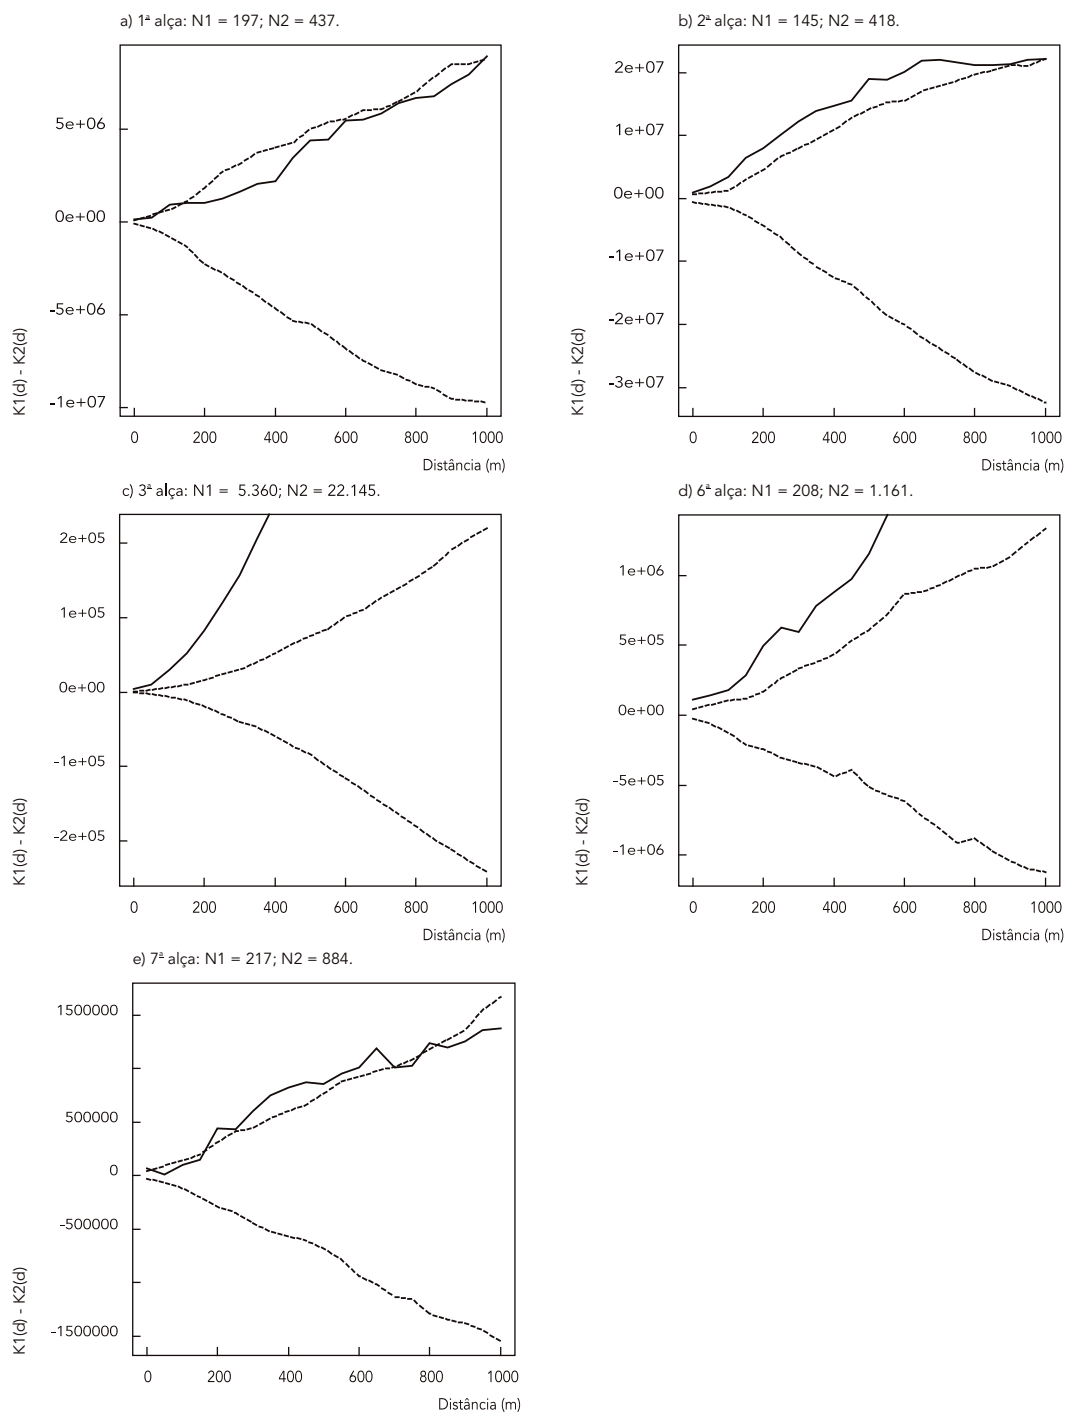 a) 1ª alça: N1 = 197; N2 = 437.
5e+06
0e+00
-5e+06
-1e+07
K1(d) - K2(d)
0 200 400 600 800 1000
Distância (m)
b) 2ª alça: N1 = 145; N2 = 418.
2e+07
1e+07
0e+00
-1e+07
-2e+07
-3e+07
K1(d) - K2(d)
0 200 400 600 800 1000
Distância (m)
c) 3ª alça: N1 = 5.360; N2 = 22.145.
2e+05
1e+05
0e+00
-1e+05
-2e+05
K1(d) - K2(d)
0 200 400 600 800 1000
Distância (m)
d) 6ª alça: N1 = 208; N2 = 1.161.
1e+06
5e+05
0e+00
-5e+05
-1e+06
K1(d) - K2(d)
0 200 400 600 800 1000
Distância (m)
e) 7ª alça: N1 = 217; N2 = 884.
1500000
500000
0
-500000
-1500000
K1(d) - K2(d)
0 200 400 600 800 1000
Distância (m)